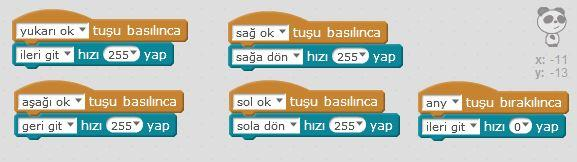 yukarı ok tuşu basılınca
ileri git hızı 255 yap
sağ ok tuşu basılınca
sağa dön hızı 255 yap
x: -11
y: -13
aşağı ok tuşu basılınca
geri git hızı 255 yap
sol ok tuşu basılınca
sola dön hızı 255 yap
any tuşu bırakılınca
ileri git hızı 0 yap